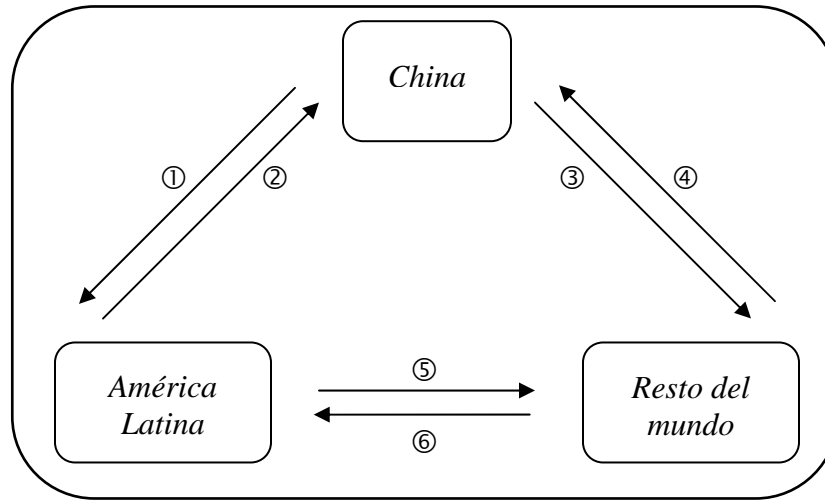 China
①
②
③
④
América
Latina
⑤
⑥
Resto del
mundo